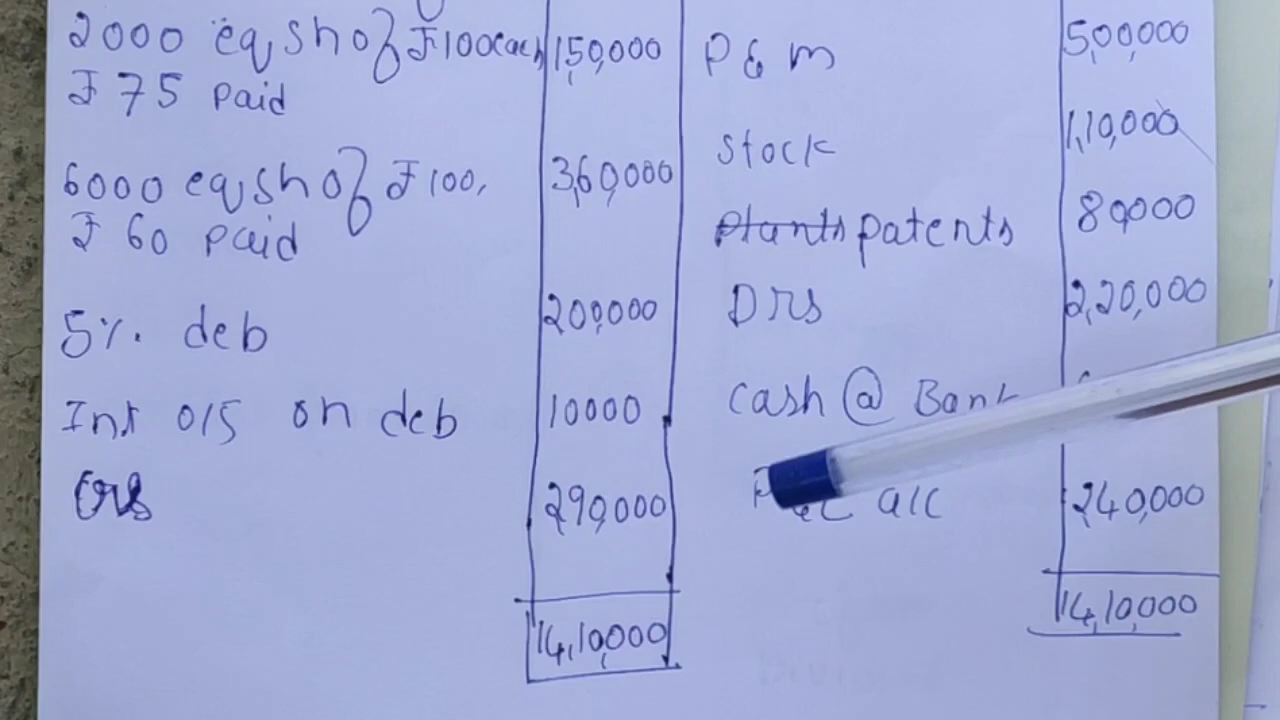 2000 eq sh of ₹100 each 150,000 P & m 5,00,000
₹ 75 paid
stock 1,10,000
6000 eq sh of ₹100, 3,60,000
₹ 60 paid patents 80,000
5%. deb 200,000 Drs 2,20,000
Int o/s on deb 10000 cash @ Bank
Crs 290,000 a/c 240,000
14,10,000 14,10,000